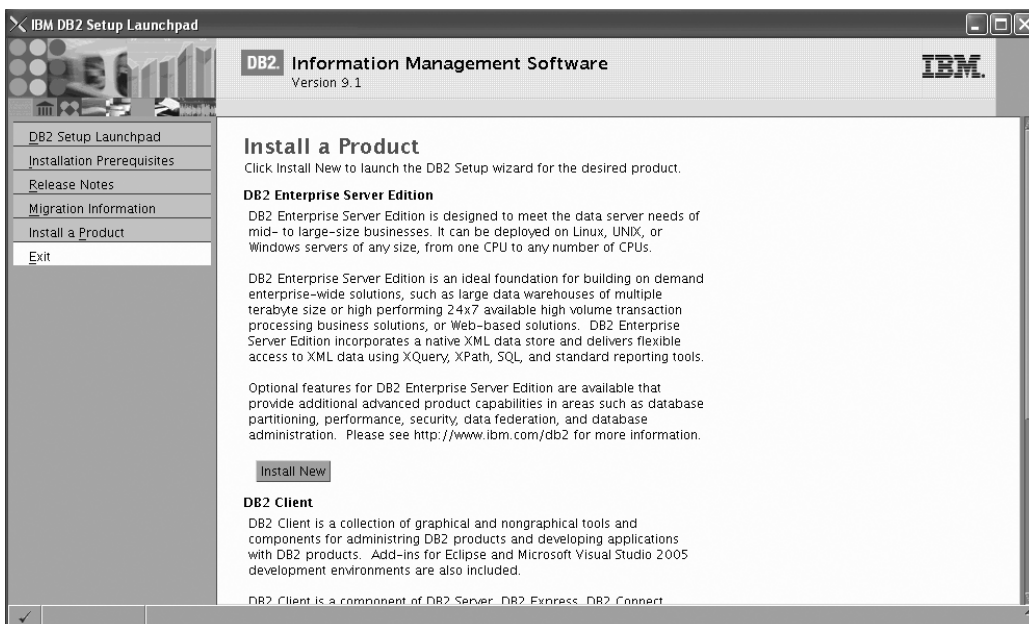 IBM DB2 Setup Launchpad
DB2. Information Management Software
Version 9.1
IBM.
DB2 Setup Launchpad
Installation Prerequisites
Release Notes
Migration Information
Install a Product
Exit
Install a Product
Click Install New to launch the DB2 Setup wizard for the desired product.
DB2 Enterprise Server Edition
DB2 Enterprise Server Edition is designed to meet the data server needs of
mid- to large-size businesses. It can be deployed on Linux, UNIX, or
Windows servers of any size, from one CPU to any number of CPUs.
DB2 Enterprise Server Edition is an ideal foundation for building on demand
enterprise-wide solutions, such as large data warehouses of multiple
terabyte size or high performing 24x7 available high volume transaction
processing business solutions, or Web-based solutions. DB2 Enterprise
Server Edition incorporates a native XML data store and delivers flexible
access to XML data using XQuery, XPath, SQL, and standard reporting tools.
Optional features for DB2 Enterprise Server Edition are available that
provide additional advanced product capabilities in areas such as database
partitioning, performance, security, data federation, and database
administration. Please see http://www.ibm.com/db2 for more information.
Install New
DB2 Client
DB2 Client is a collection of graphical and nongraphical tools and
components for administring DB2 products and developing applications
with DB2 products. Add-ins for Eclipse and Microsoft Visual Studio 2005
development environments are also included.
DB2 Client is a component of DB2 Server, DB2 Express, DB2 Connect